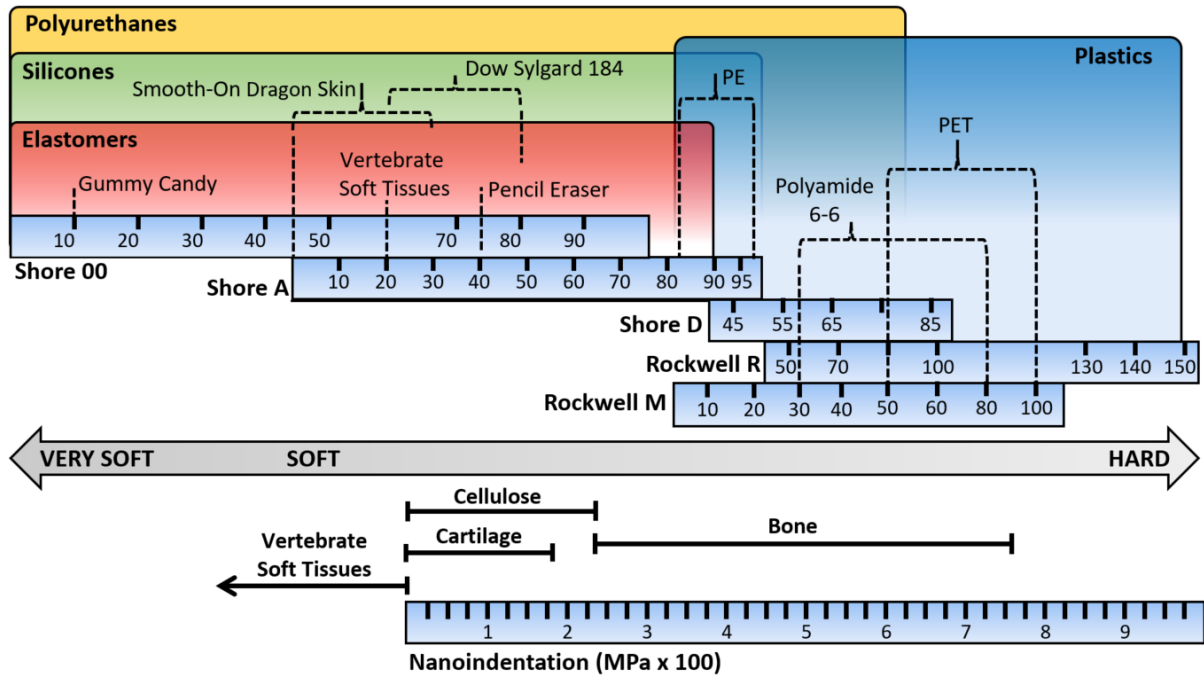 Polyurethanes
Plastics
Silicones
Dow Sylgard 184
PE
Smooth-On Dragon Skin
Elastomers
PET
Vertebrate
Soft Tissues
Gummy Candy
Pencil Eraser
Polyamide
6-6
10 20 30 40 50 70 80 90
Shore 00
Shore A
10 20 30 40 50 60 70 80 90 95
Shore D
45 55 65 85
Rockwell R
50 70 100 130 140 150
Rockwell M
10 20 30 40 50 60 80 100
VERY SOFT SOFT HARD
Cellulose
Cartilage
Bone
Vertebrate
Soft Tissues
1 2 3 4 5 6 7 8 9
Nanoindentation (MPa x 100)